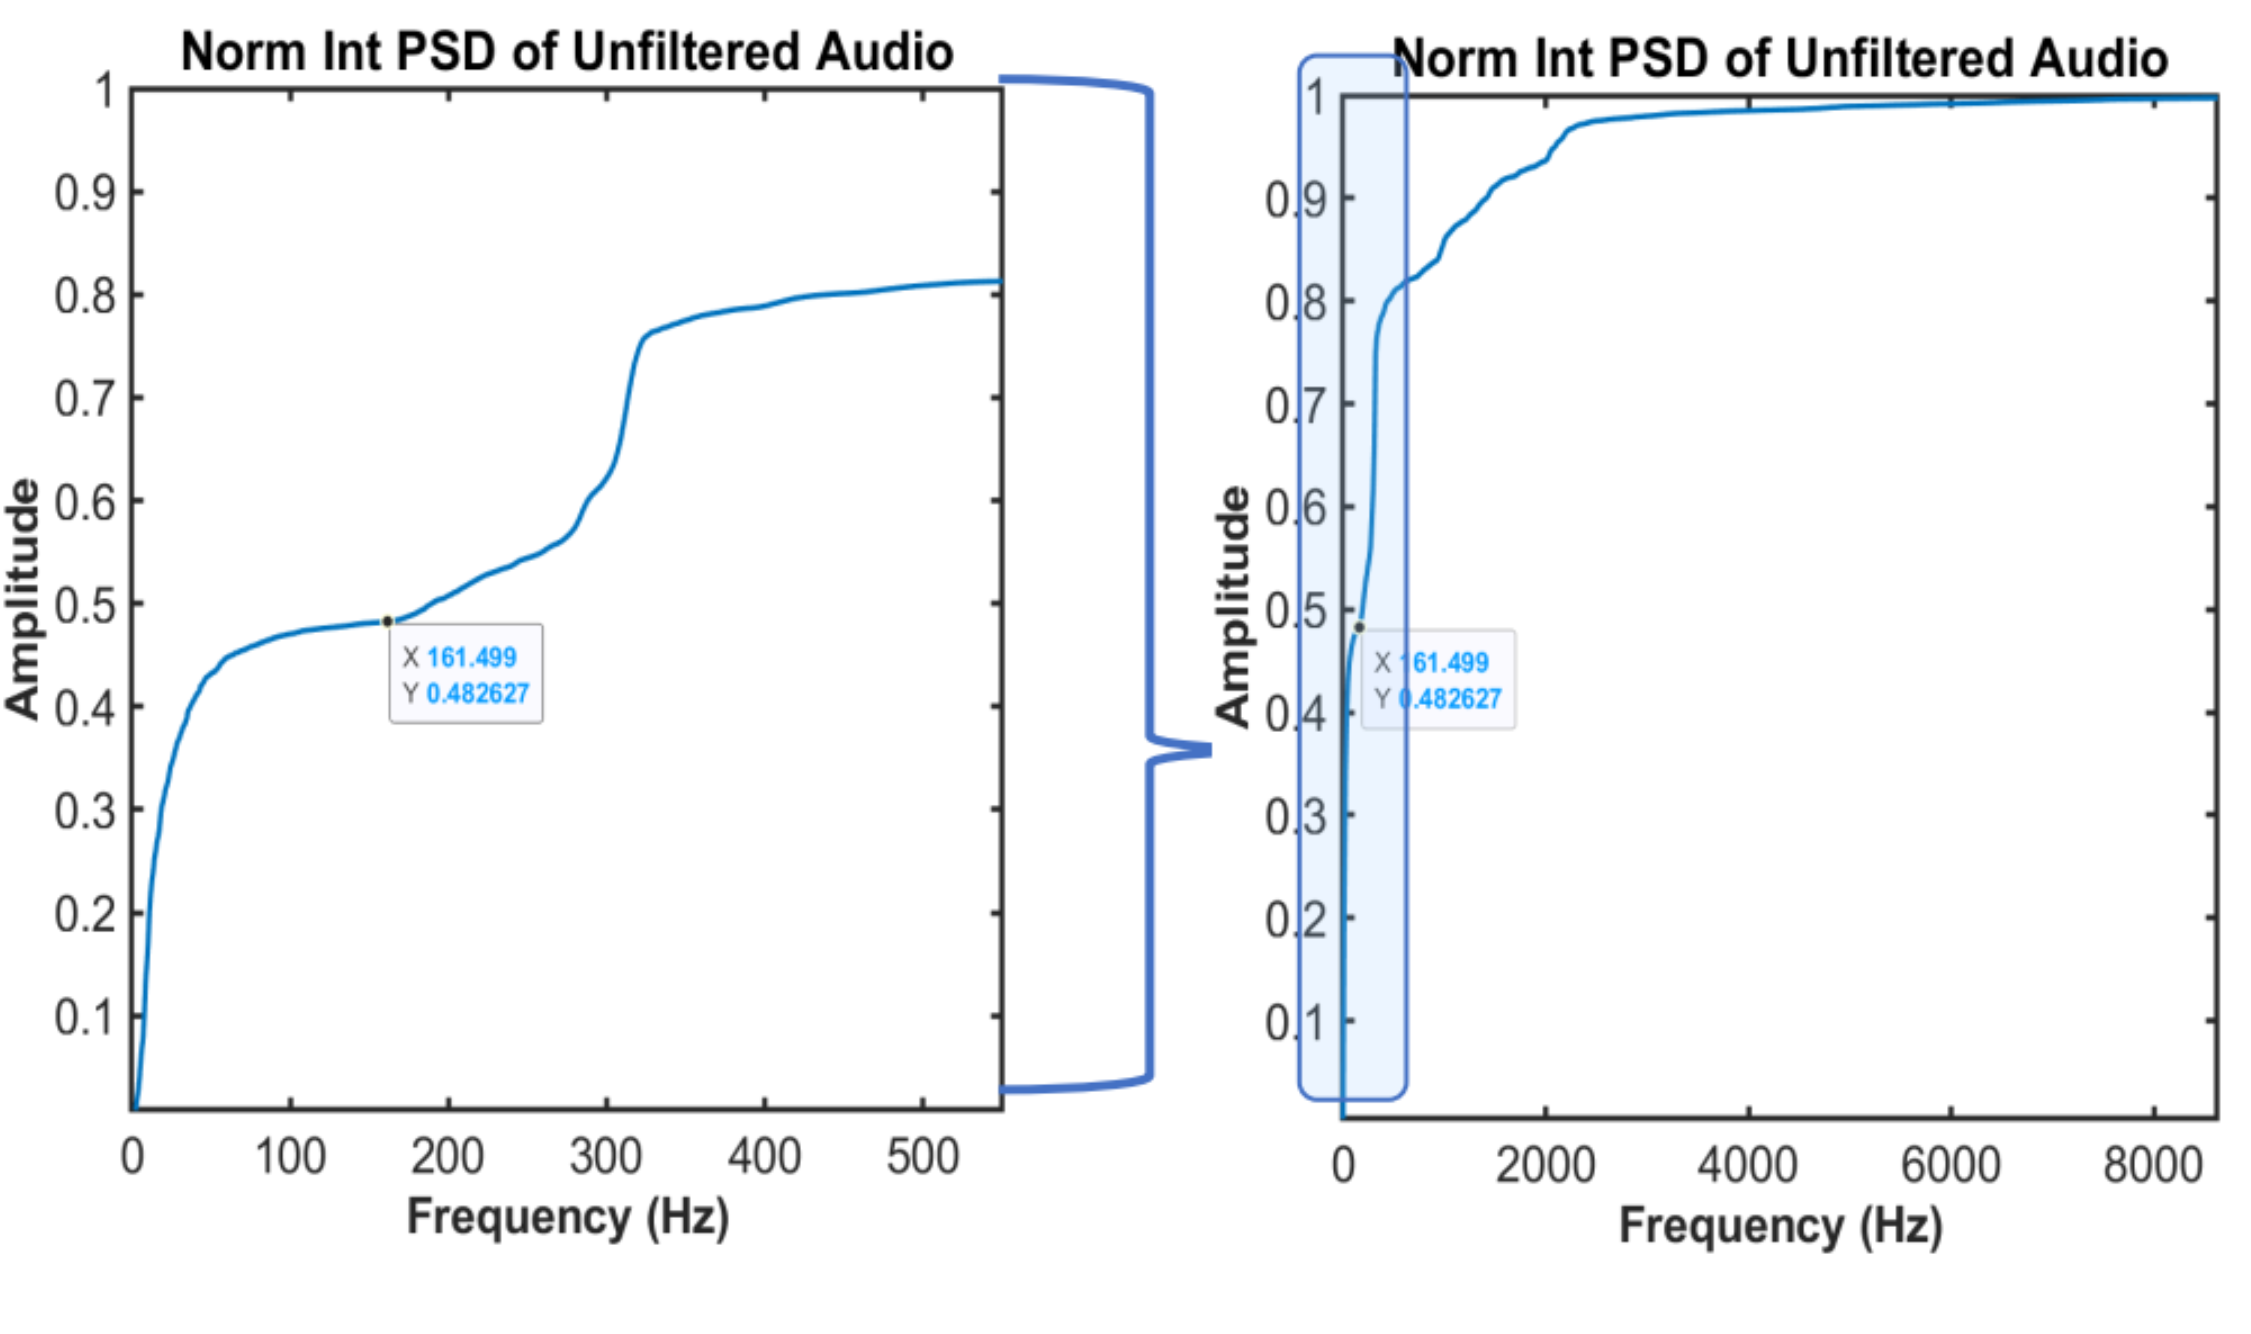 Norm Int PSD of Unfiltered Audio
1
0.9
0.8
0.7
0.6
0.5
0.4
0.3
0.2
0.1
Amplitude
X 161.499
Y 0.482627
0 100 200 300 400 500
Frequency (Hz)
Norm Int PSD of Unfiltered Audio
1
0.9
0.8
0.7
0.6
0.5
0.4
0.3
0.2
0.1
Amplitude
X 161.499
Y 0.482627
0 2000 4000 6000 8000
Frequency (Hz)